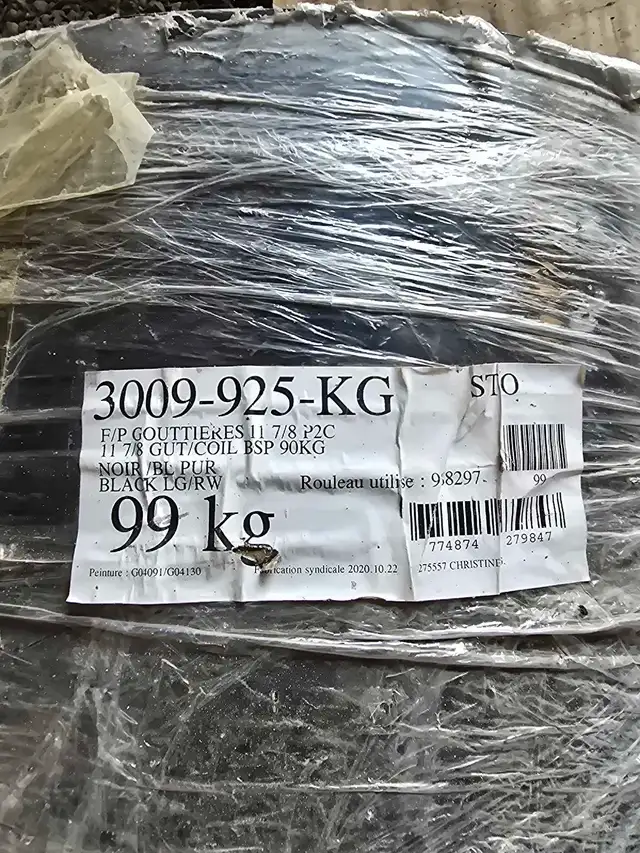 3009-925-KG
STO
F/P GOUTTIERES 11 7/8 P2C
11 7/8 GUT/COIL BSP 90KG
NOIR /BL PUR
BLACK LG/RW
Rouleau utilise : 98297
99
99 kg
774874 279847
Peinture : G04091/G04130
Fabrication syndicale 2020.10.22
275557 CHRISTINE